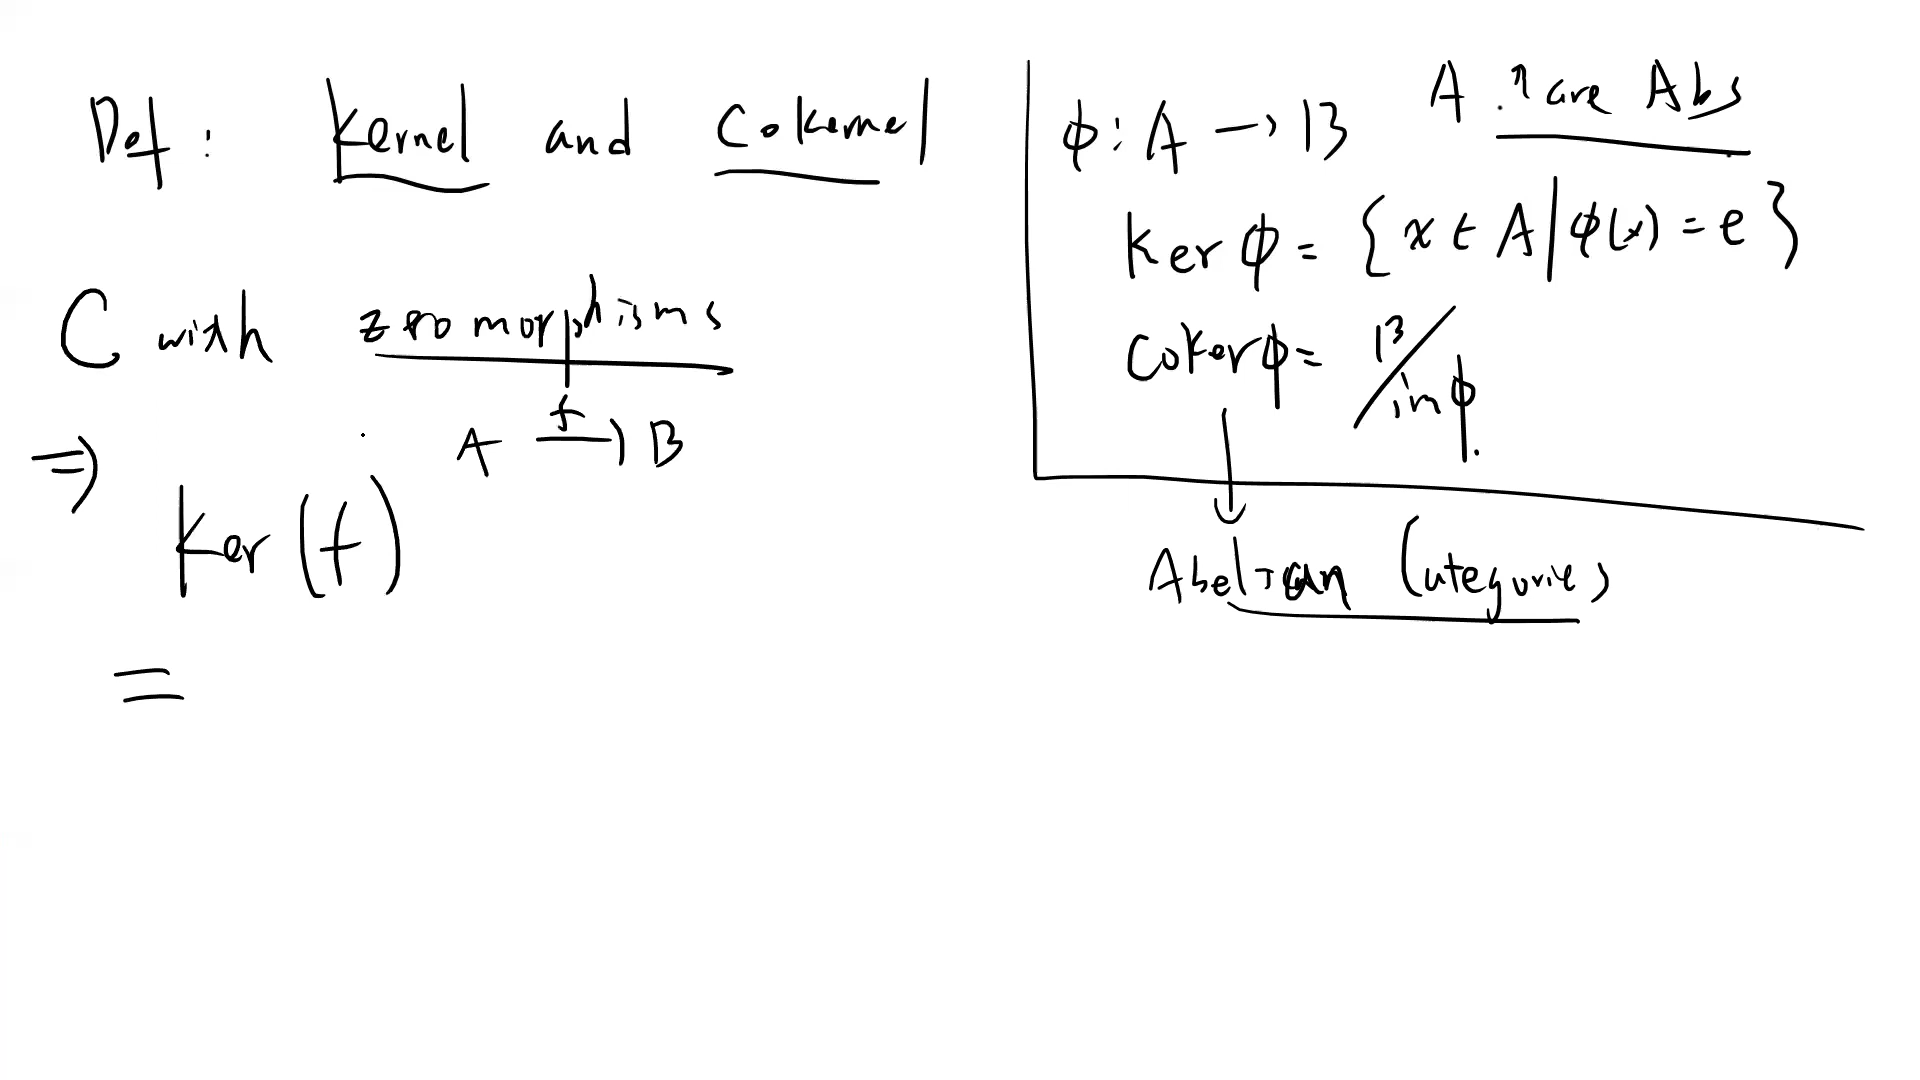 Def: Kernel and Cokernel
C with zero morphisms
⇒ A f→ B
Ker(f)
=
ϕ: A → B A, B are Abs
Ker ϕ = { x ∈ A | ϕ(x) = e }
Coker ϕ = B / im ϕ.
↓
Abelian Categories